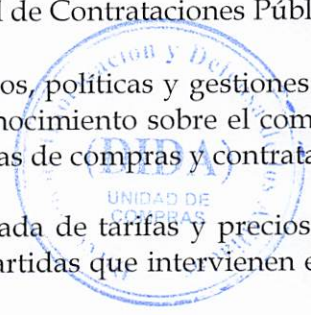 l de Contrataciones Públ
os, políticas y gestiones
nocimiento sobre el com
as de compras y contrata
(DIDA)
UNIDAD DE
COMPRAS
ada de tarifas y precios
artidas que intervienen e